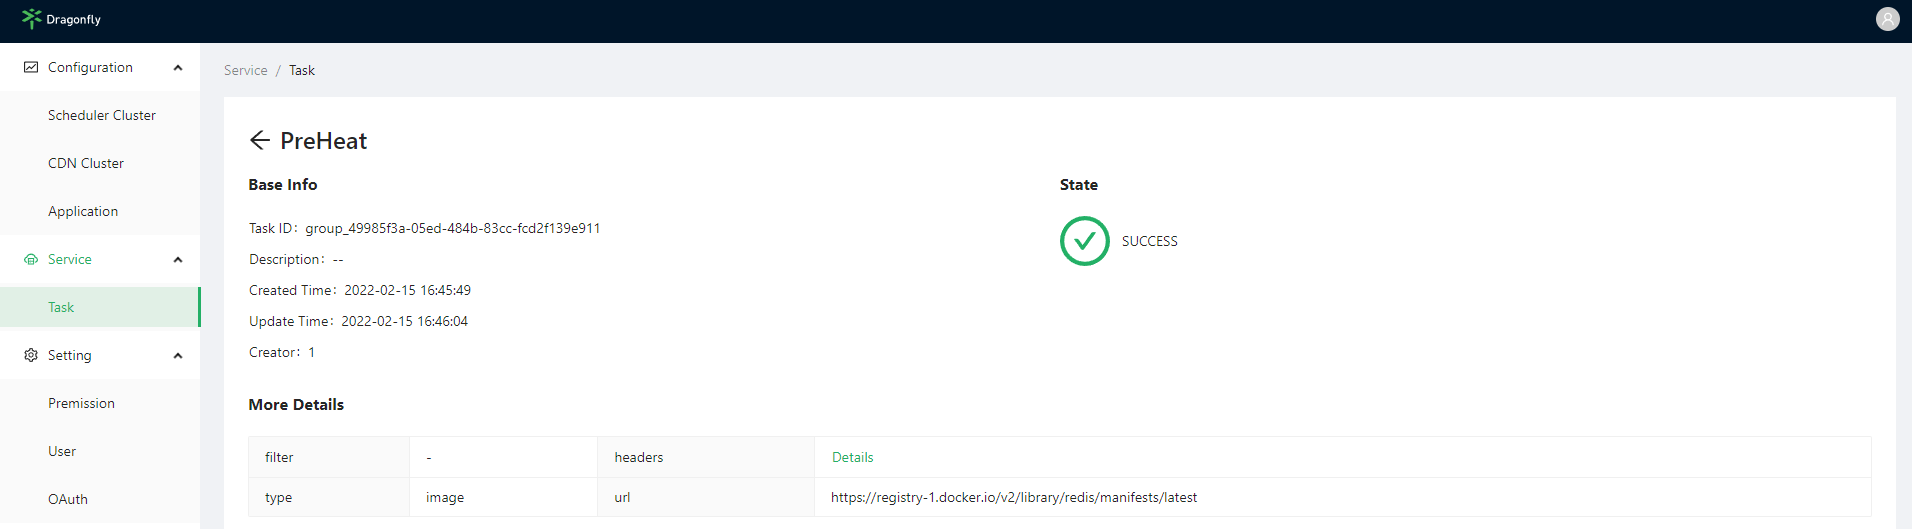 Dragonfly
Configuration
Scheduler Cluster
CDN Cluster
Application
Service
Task
Setting
Premission
User
OAuth
Service / Task
PreHeat
Base Info
Task ID：group_49985f3a-05ed-484b-83cc-fcd2f139e911
Description：--
Created Time：2022-02-15 16:45:49
Update Time：2022-02-15 16:46:04
Creator：1
State
SUCCESS
More Details
filter - headers Details
type image url https://registry-1.docker.io/v2/library/redis/manifests/latest